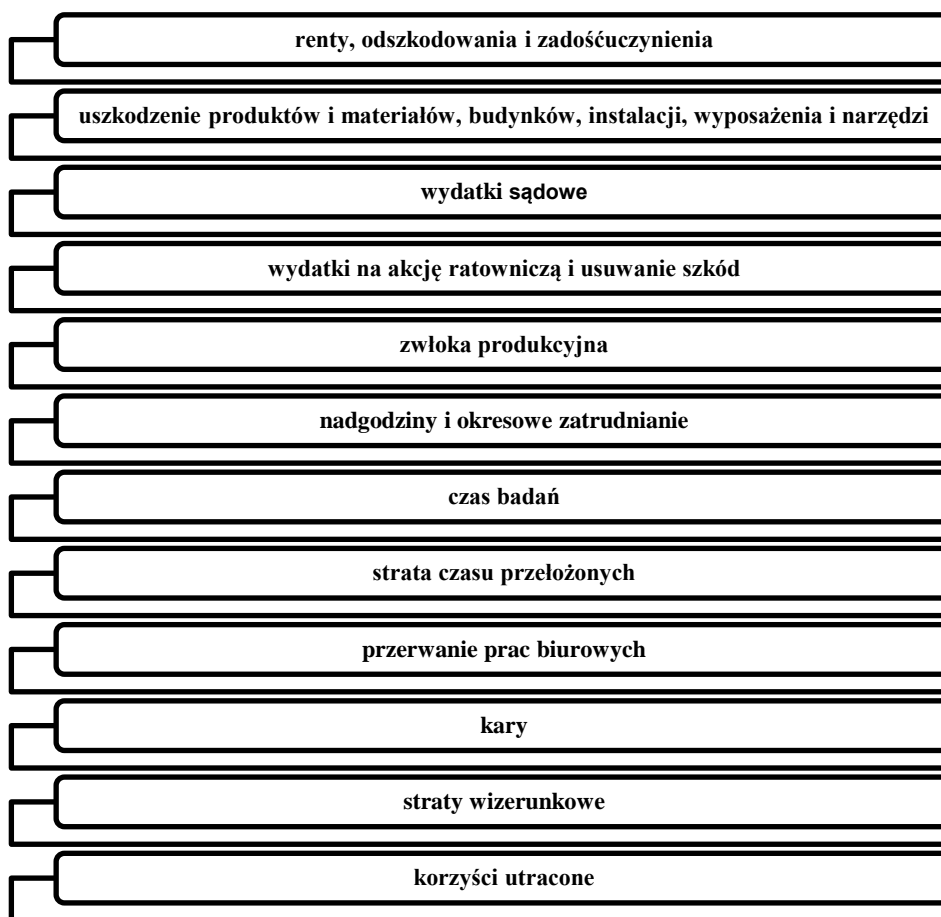 renty, odszkodowania i zadośćuczynienia
uszkodzenie produktów i materiałów, budynków, instalacji, wyposażenia i narzędzi
wydatki sądowe
wydatki na akcję ratowniczą i usuwanie szkód
zwłoka produkcyjna
nadgodziny i okresowe zatrudnianie
czas badań
strata czasu przełożonych
przerwanie prac biurowych
kary
straty wizerunkowe
korzyści utracone